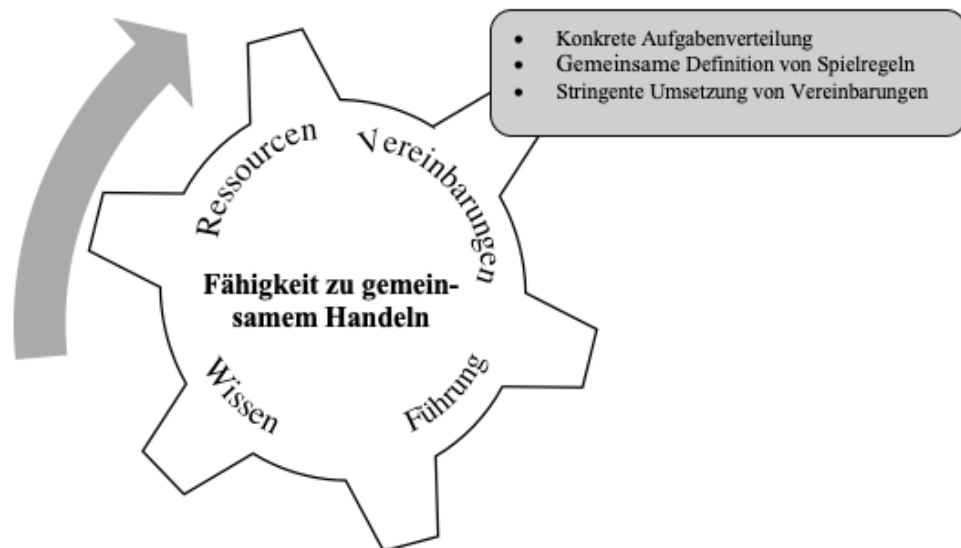 • Konkrete Aufgabenverteilung
• Gemeinsame Definition von Spielregeln
• Stringente Umsetzung von Vereinbarungen
Ressourcen
Vereinbarungen
Fähigkeit zu gemein-
samem Handeln
Wissen
Führung